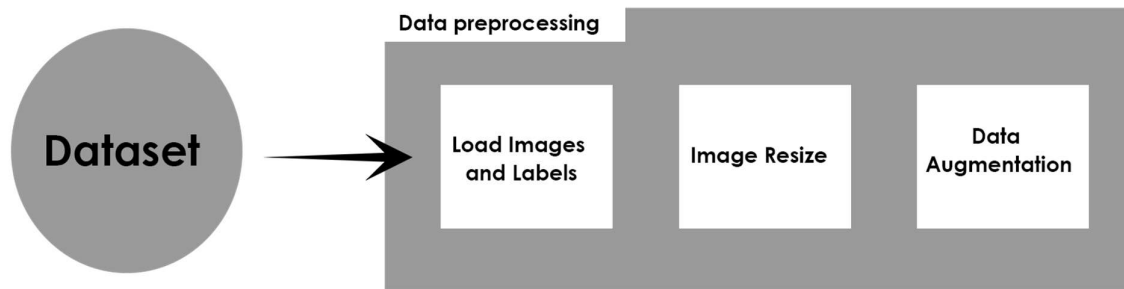 Data preprocessing
Dataset
Load Images
and Labels
Image Resize
Data
Augmentation